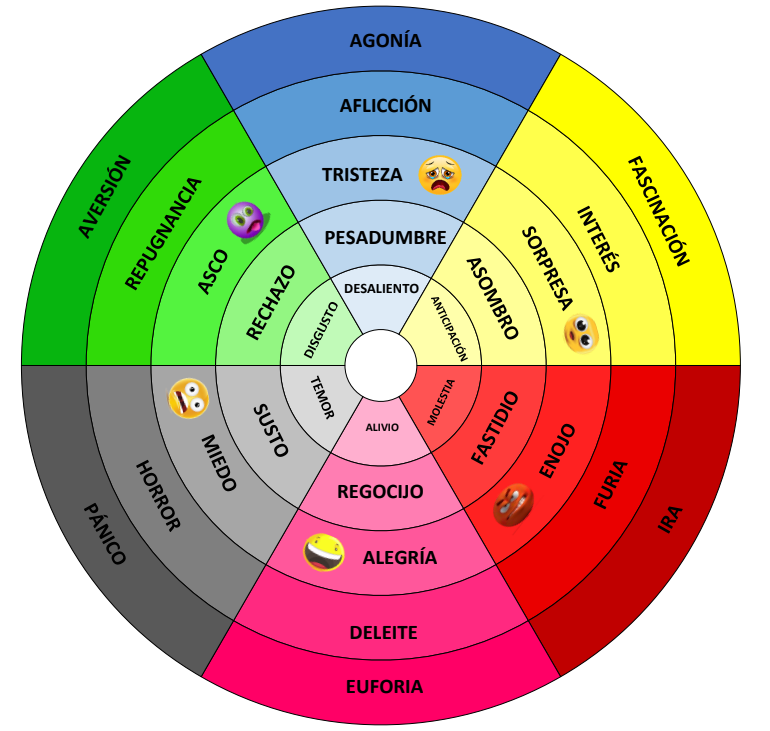 AGONÍA
AFLICCIÓN
TRISTEZA
PESADUMBRE
DESALIENTO
FASCINACIÓN
INTERÉS
SORPRESA
ASOMBRO
ANTICIPACIÓN
IRA
FURIA
ENOJO
FASTIDIO
MOLESTIA
EUFORIA
DELEITE
ALEGRÍA
REGOCIJO
ALIVIO
PÁNICO
HORROR
MIEDO
SUSTO
TEMOR
AVERSIÓN
REPUGNANCIA
ASCO
RECHAZO
DISGUSTO